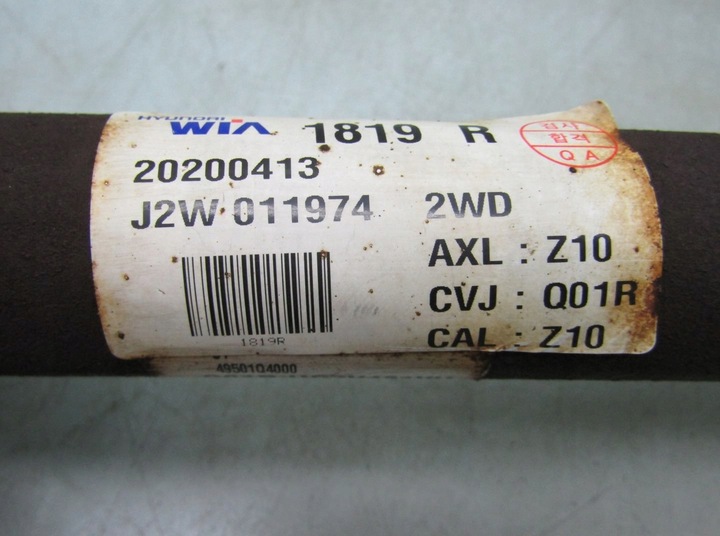 HYUNDAI
WIA 1819 R
검사
합격
QA
20200413
J2W 011974 2WD
AXL : Z10
CVJ : Q01R
CAL : Z10
1819R
49501Q4000